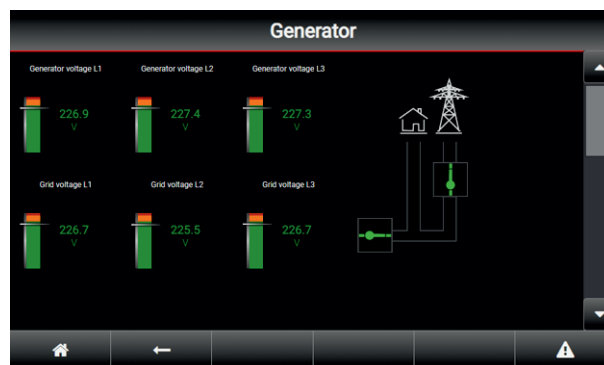 Generator
Generator voltage L1 Generator voltage L2 Generator voltage L3
226.9 227.4 227.3
V V V
Grid voltage L1 Grid voltage L2 Grid voltage L3
226.7 225.5 226.7
V V V